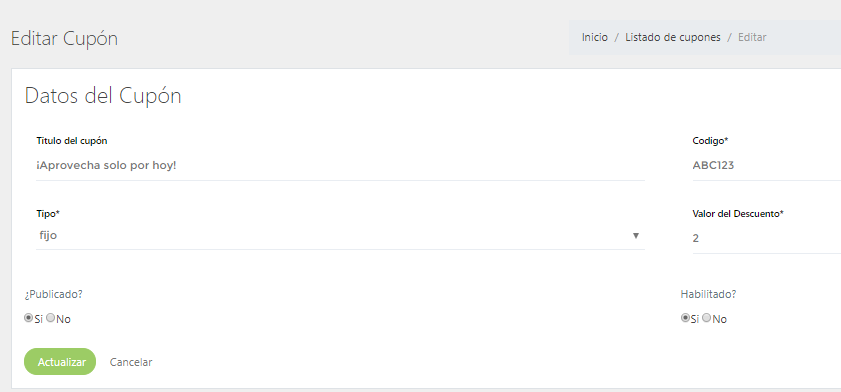 Editar Cupón
Inicio / Listado de cupones / Editar
Datos del Cupón
Título del cupón
¡Aprovecha solo por hoy!
Codigo*
ABC123
Tipo*
fijo
Valor del Descuento*
2
¿Publicado?
Si No
Habilitado?
Si No
Actualizar Cancelar